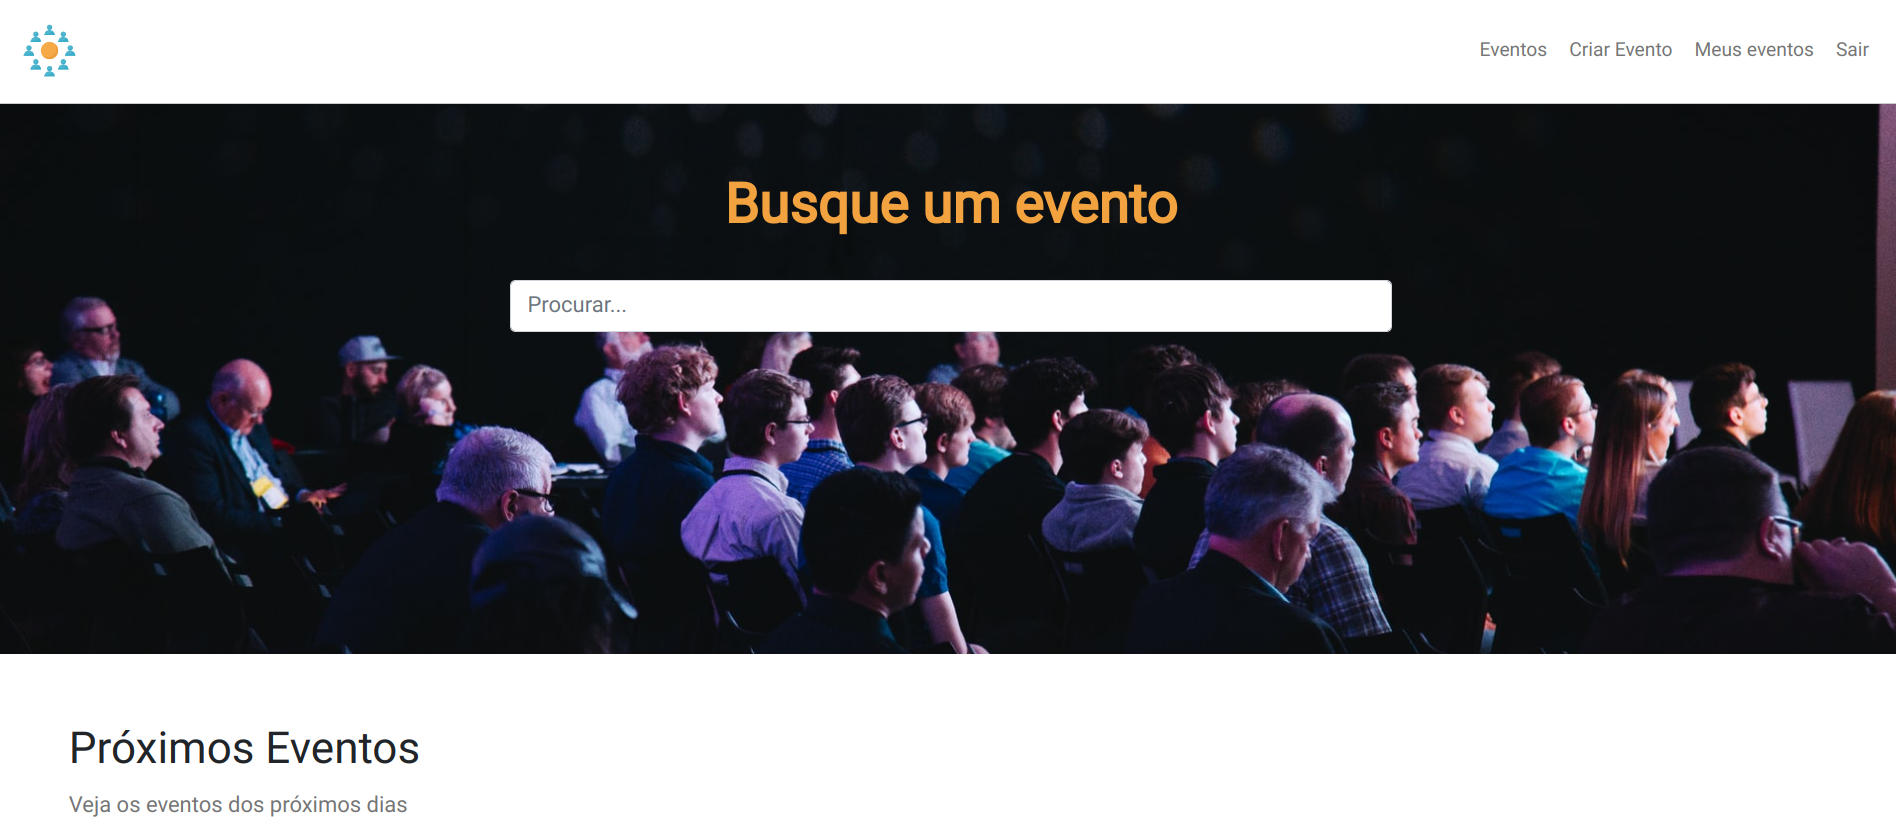 Eventos Criar Evento Meus eventos Sair
Busque um evento
Procurar...
Próximos Eventos
Veja os eventos dos próximos dias